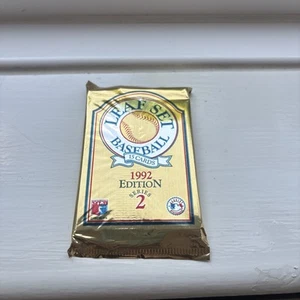 LEAF SET
BASEBALL
15 CARDS
1992
EDITION
SERIES
2